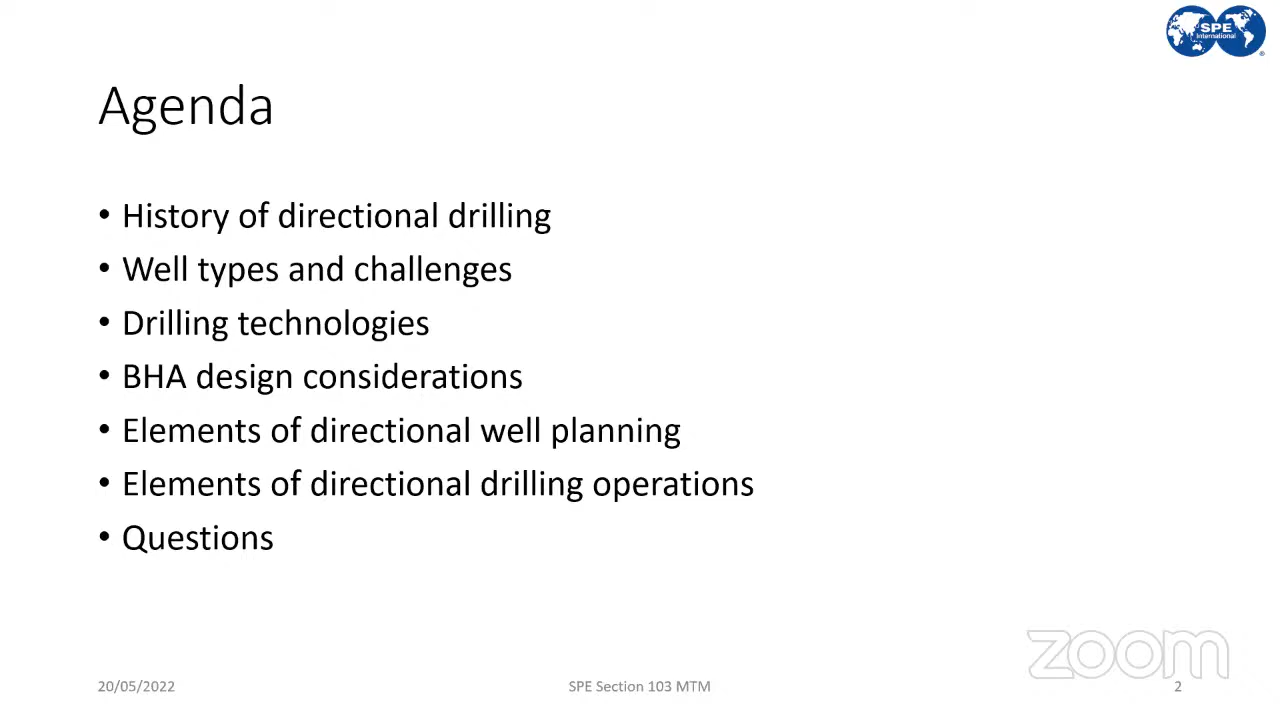 SPE
International
Agenda
• History of directional drilling
• Well types and challenges
• Drilling technologies
• BHA design considerations
• Elements of directional well planning
• Elements of directional drilling operations
• Questions
zoom
20/05/2022
SPE Section 103 MTM
2